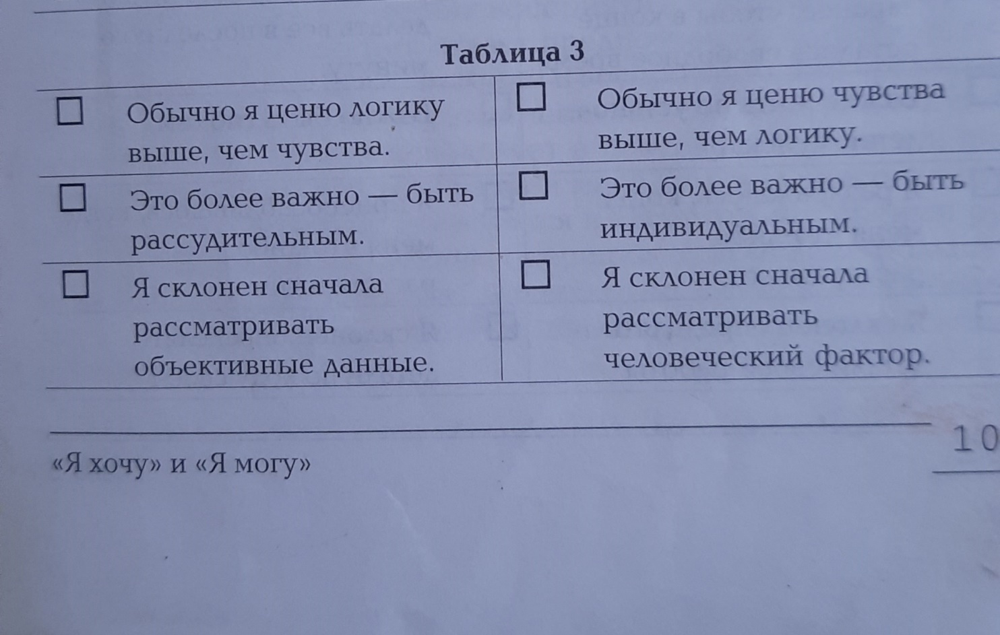 Таблица 3
Обычно я ценю логику
выше, чем чувства.
Обычно я ценю чувства
выше, чем логику.
Это более важно — быть
рассудительным.
Это более важно — быть
индивидуальным.
Я склонен сначала
рассматривать
объективные данные.
Я склонен сначала
рассматривать
человеческий фактор.
10
«Я хочу» и «Я могу»